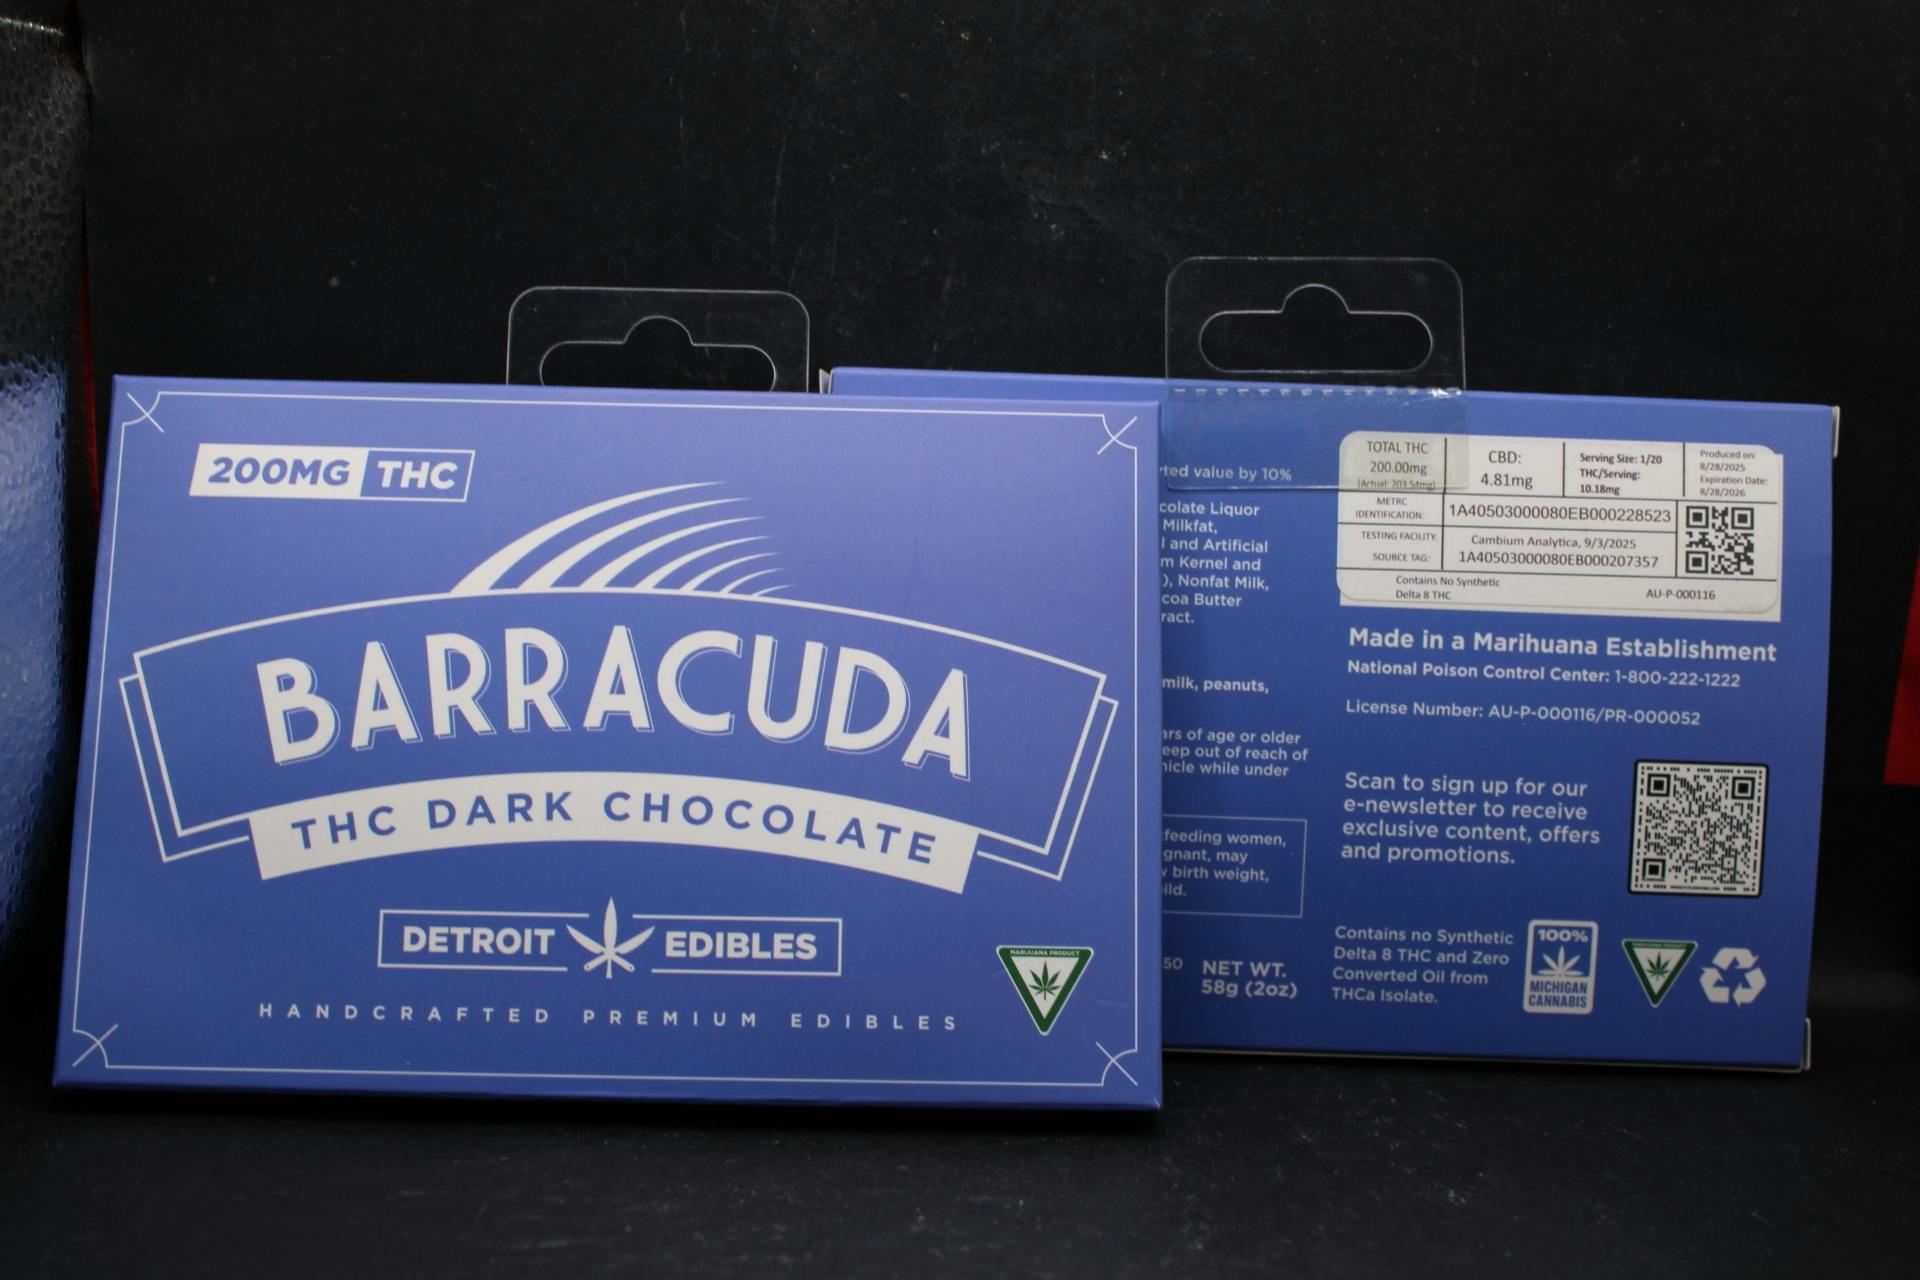 200MG THC
BARRACUDA
THC DARK CHOCOLATE
DETROIT EDIBLES
HANDCRAFTED PREMIUM EDIBLES
MARIJUANA PRODUCT
rted value by 10%
colate Liquor
Milkfat,
l and Artificial
m Kernel and
), Nonfat Milk,
coa Butter
ract.
milk, peanuts,
ars of age or older
eep out of reach of
hicle while under
feeding women,
gnant, may
w birth weight,
ild.
50
NET WT.
58g (2oz)
TOTAL THC
200.00mg
(Actual: 203.54mg)
CBD:
4.81mg
Serving Size: 1/20
THC/Serving:
10.18mg
Produced on:
8/28/2025
Expiration Date:
8/28/2026
METRC
IDENTIFICATION:
1A40503000080EB000228523
TESTING FACILITY:
Cambium Analytica, 9/3/2025
SOURCE TAG:
1A40503000080EB000207357
Contains No Synthetic
Delta 8 THC
AU-P-000116
Made in a Marihuana Establishment
National Poison Control Center: 1-800-222-1222
License Number: AU-P-000116/PR-000052
Scan to sign up for our
e-newsletter to receive
exclusive content, offers
and promotions.
Contains no Synthetic
Delta 8 THC and Zero
Converted Oil from
THCa Isolate.
100%
MICHIGAN
CANNABIS
MARIJUANA PRODUCT